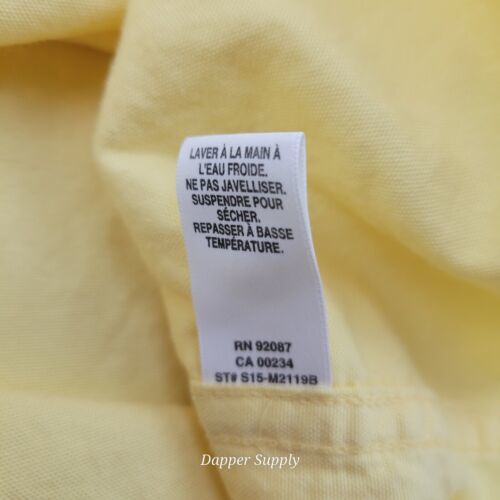 LAVER À LA MAIN À
L'EAU FROIDE.
NE PAS JAVELLISER.
SUSPENDRE POUR
SÉCHER.
REPASSER À BASSE
TEMPÉRATURE.
RN 92087
CA 00234
ST# S15-M2119B
Dapper Supply